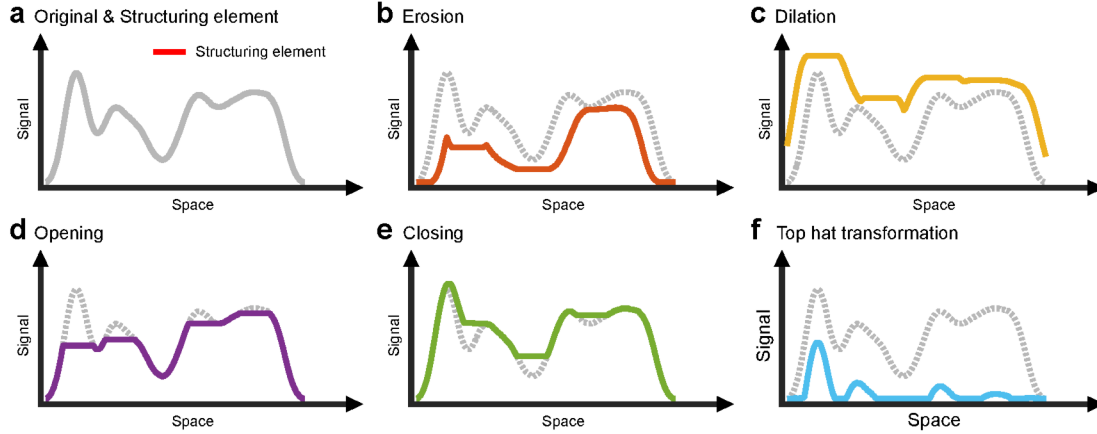 a Original & Structuring element
Structuring element
Signal
Space
b Erosion
Signal
Space
c Dilation
Signal
Space
d Opening
Signal
Space
e Closing
Signal
Space
f Top hat transformation
Signal
Space